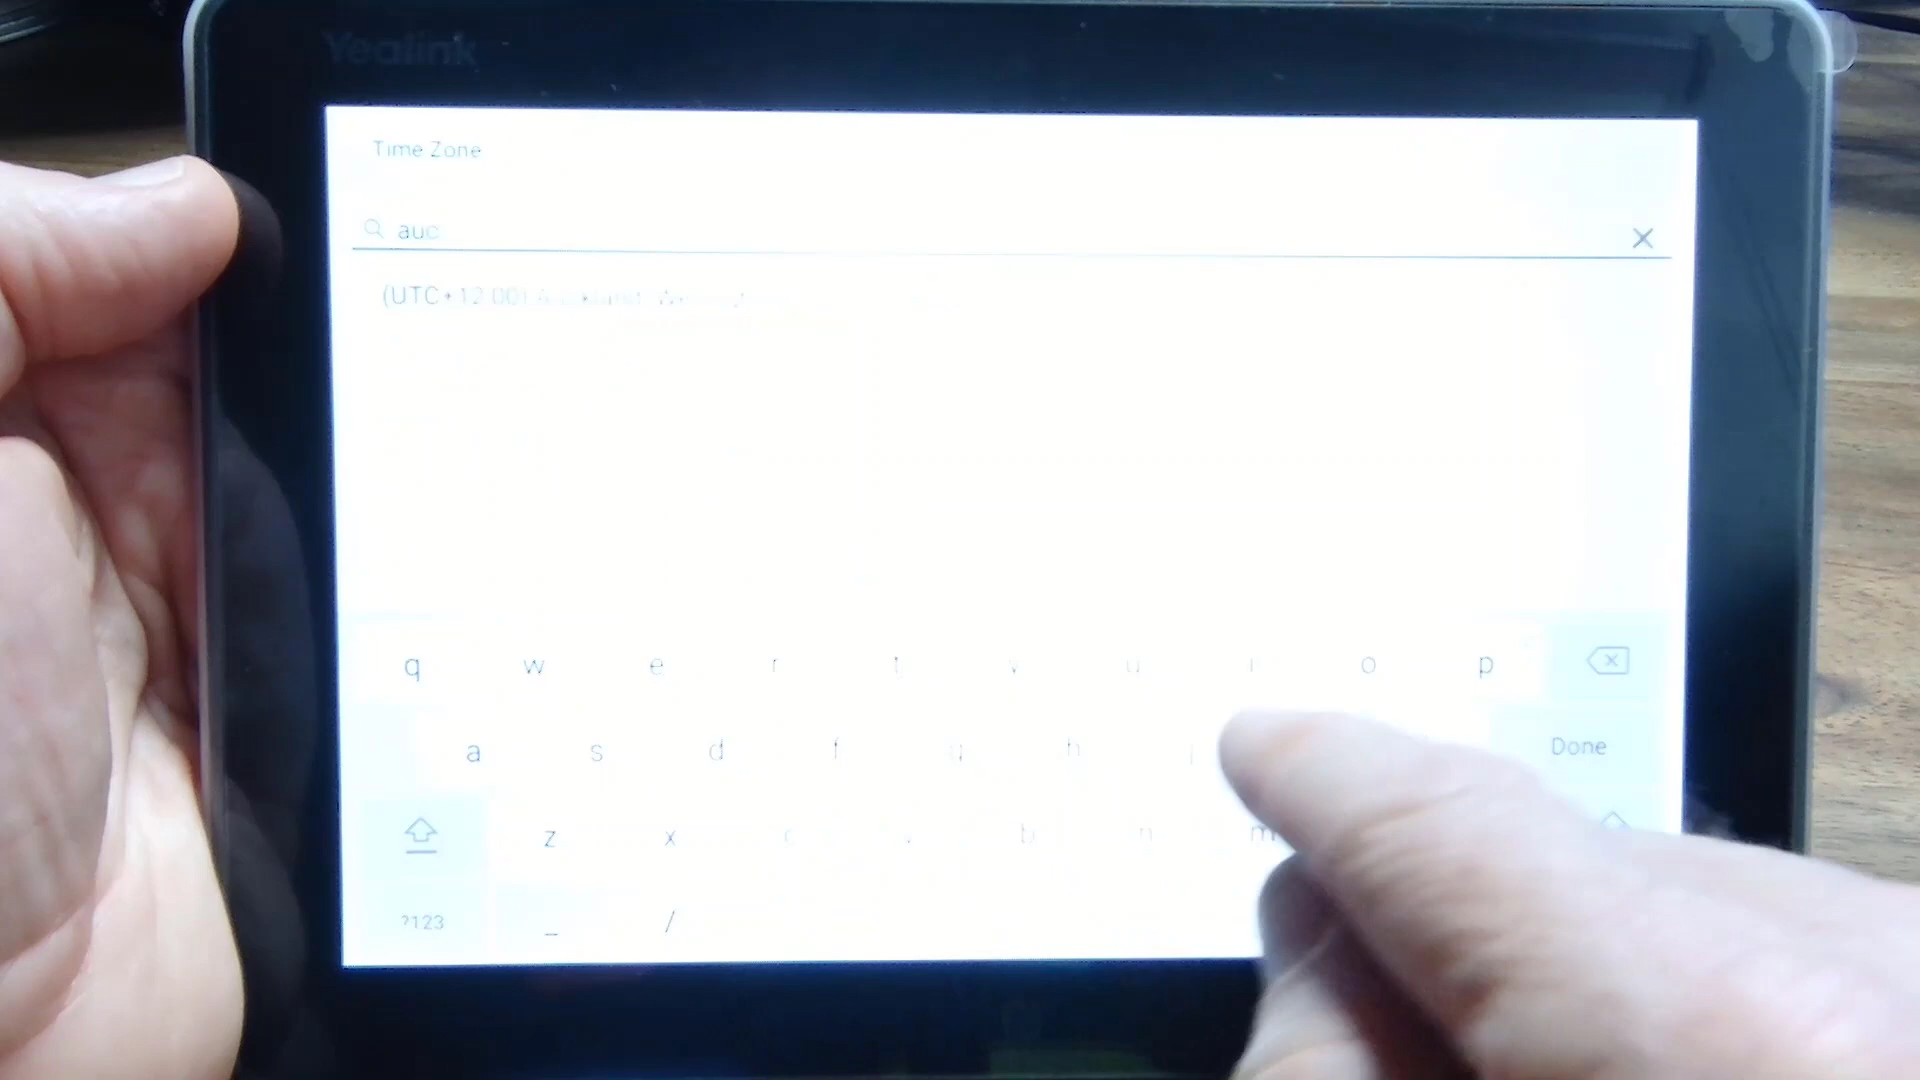 Yealink
Time Zone
auc
(UTC+12:00) Auckland, Wellington
q w e r t y u i o p
a s d f g h j Done
z x c v b n m
?123 _ /